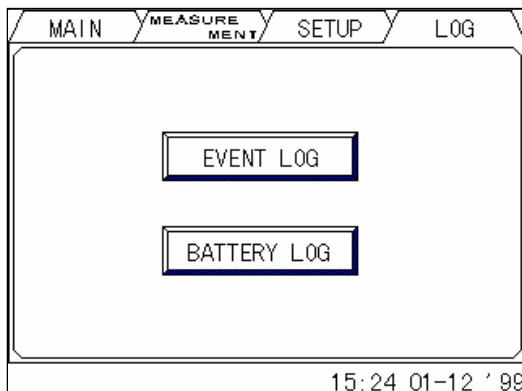 MAIN MEASUREMENT SETUP LOG
EVENT LOG
BATTERY LOG
15:24 01-12 '99